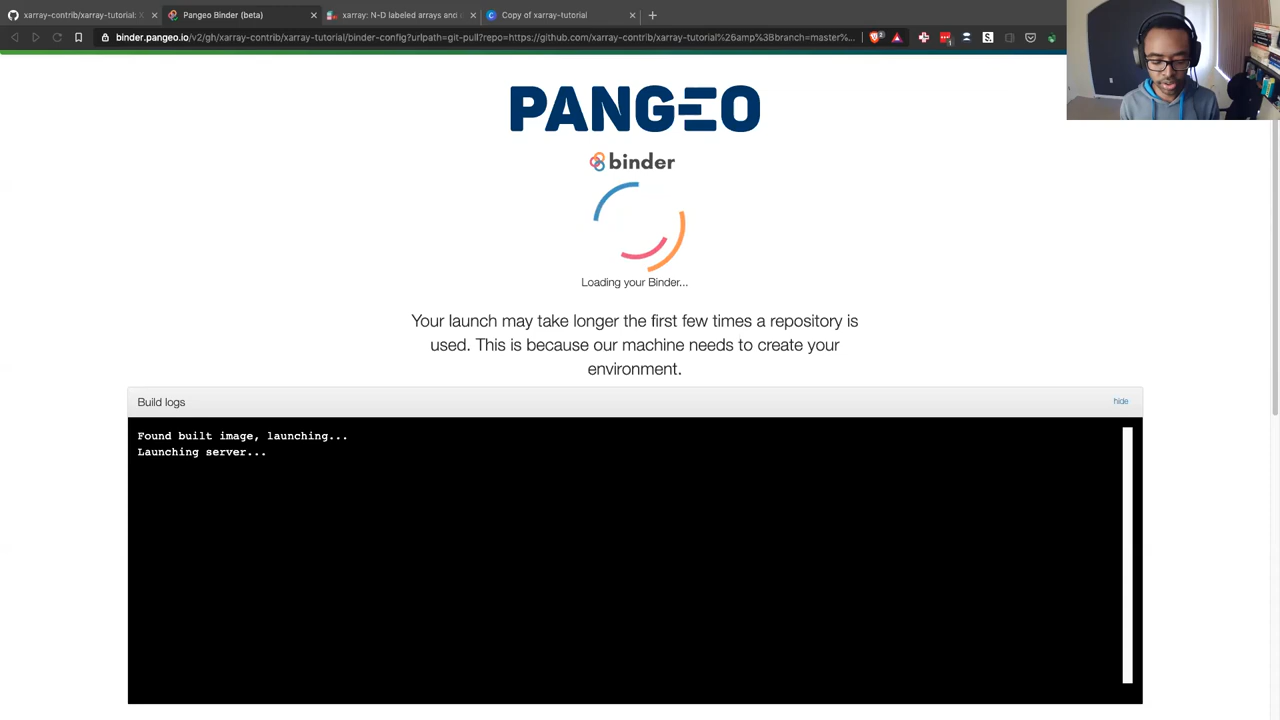 xarray-contrib/xarray-tutorial: X
Pangeo Binder (beta)
xarray: N-D labeled arrays and
Copy of xarray-tutorial
binder.pangeo.io/v2/gh/xarray-contrib/xarray-tutorial/binder-config?urlpath=git-pull?repo=https://github.com/xarray-contrib/xarray-tutorial%26amp%3Bbranch=master%...
PANGEO
binder
Loading your Binder...
Your launch may take longer the first few times a repository is
used. This is because our machine needs to create your
environment.
Build logs
hide
Found built image, launching...
Launching server...